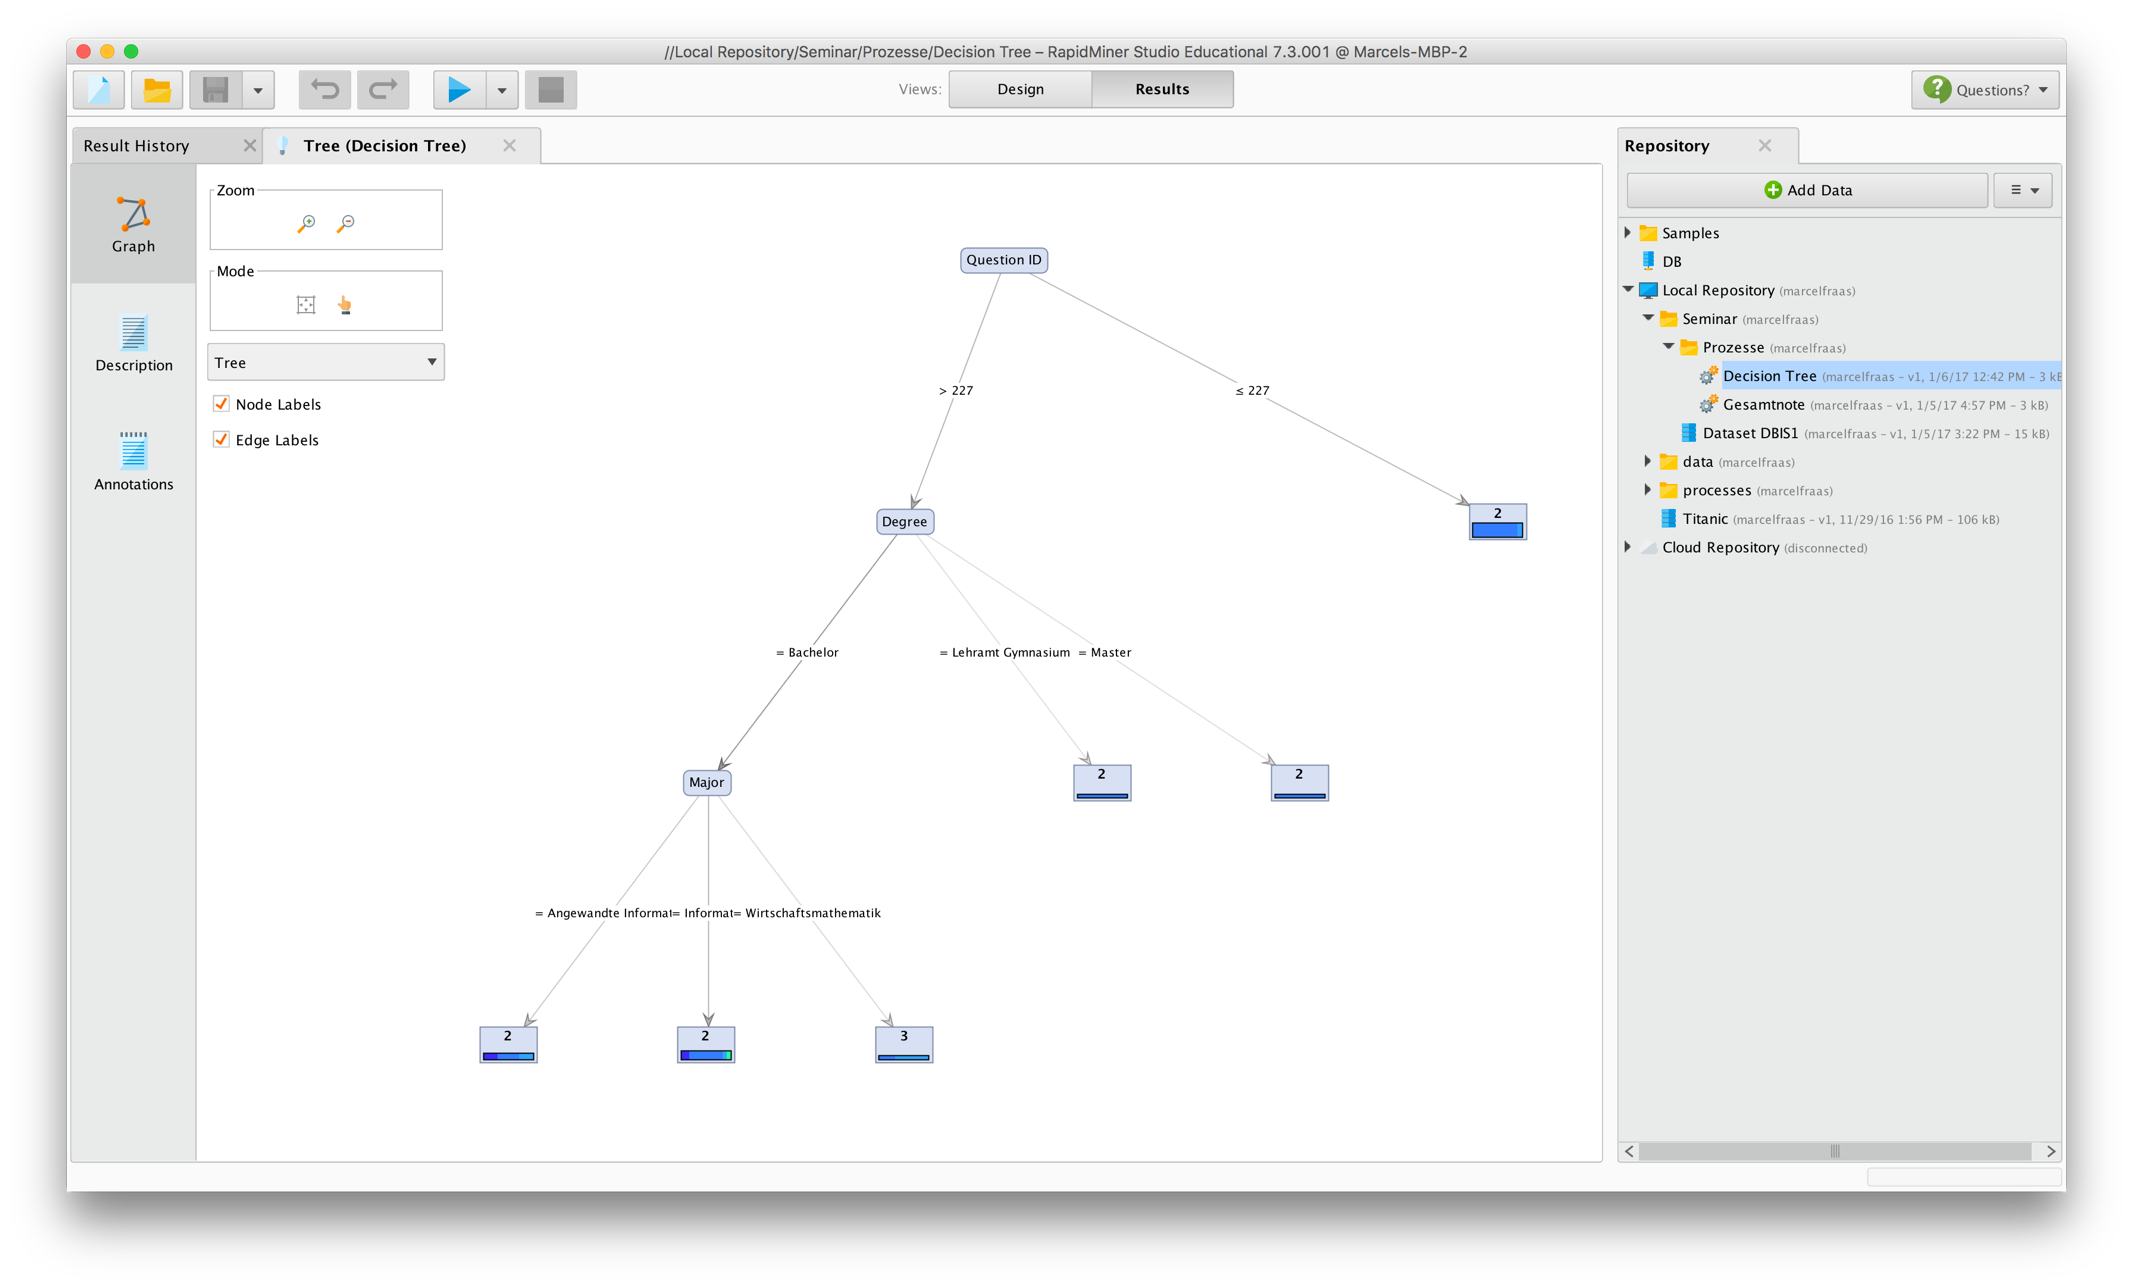 //Local Repository/Seminar/Prozesse/Decision Tree – RapidMiner Studio Educational 7.3.001 @ Marcels-MBP-2
Views: Design Results
Questions?
Result History
Tree (Decision Tree)
Repository
Graph
Description
Annotations
Zoom
Mode
Tree
Node Labels
Edge Labels
Question ID
> 227
≤ 227
Degree
2
= Bachelor
= Lehramt Gymnasium
= Master
Major
2
2
= Angewandte Informat
= Informat
= Wirtschaftsmathematik
2
2
3
Add Data
Samples
DB
Local Repository (marcelfraas)
Seminar (marcelfraas)
Prozesse (marcelfraas)
Decision Tree (marcelfraas – v1, 1/6/17 12:42 PM – 3 kB
Gesamtnote (marcelfraas – v1, 1/5/17 4:57 PM – 3 kB)
Dataset DBIS1 (marcelfraas – v1, 1/5/17 3:22 PM – 15 kB)
data (marcelfraas)
processes (marcelfraas)
Titanic (marcelfraas – v1, 11/29/16 1:56 PM – 106 kB)
Cloud Repository (disconnected)